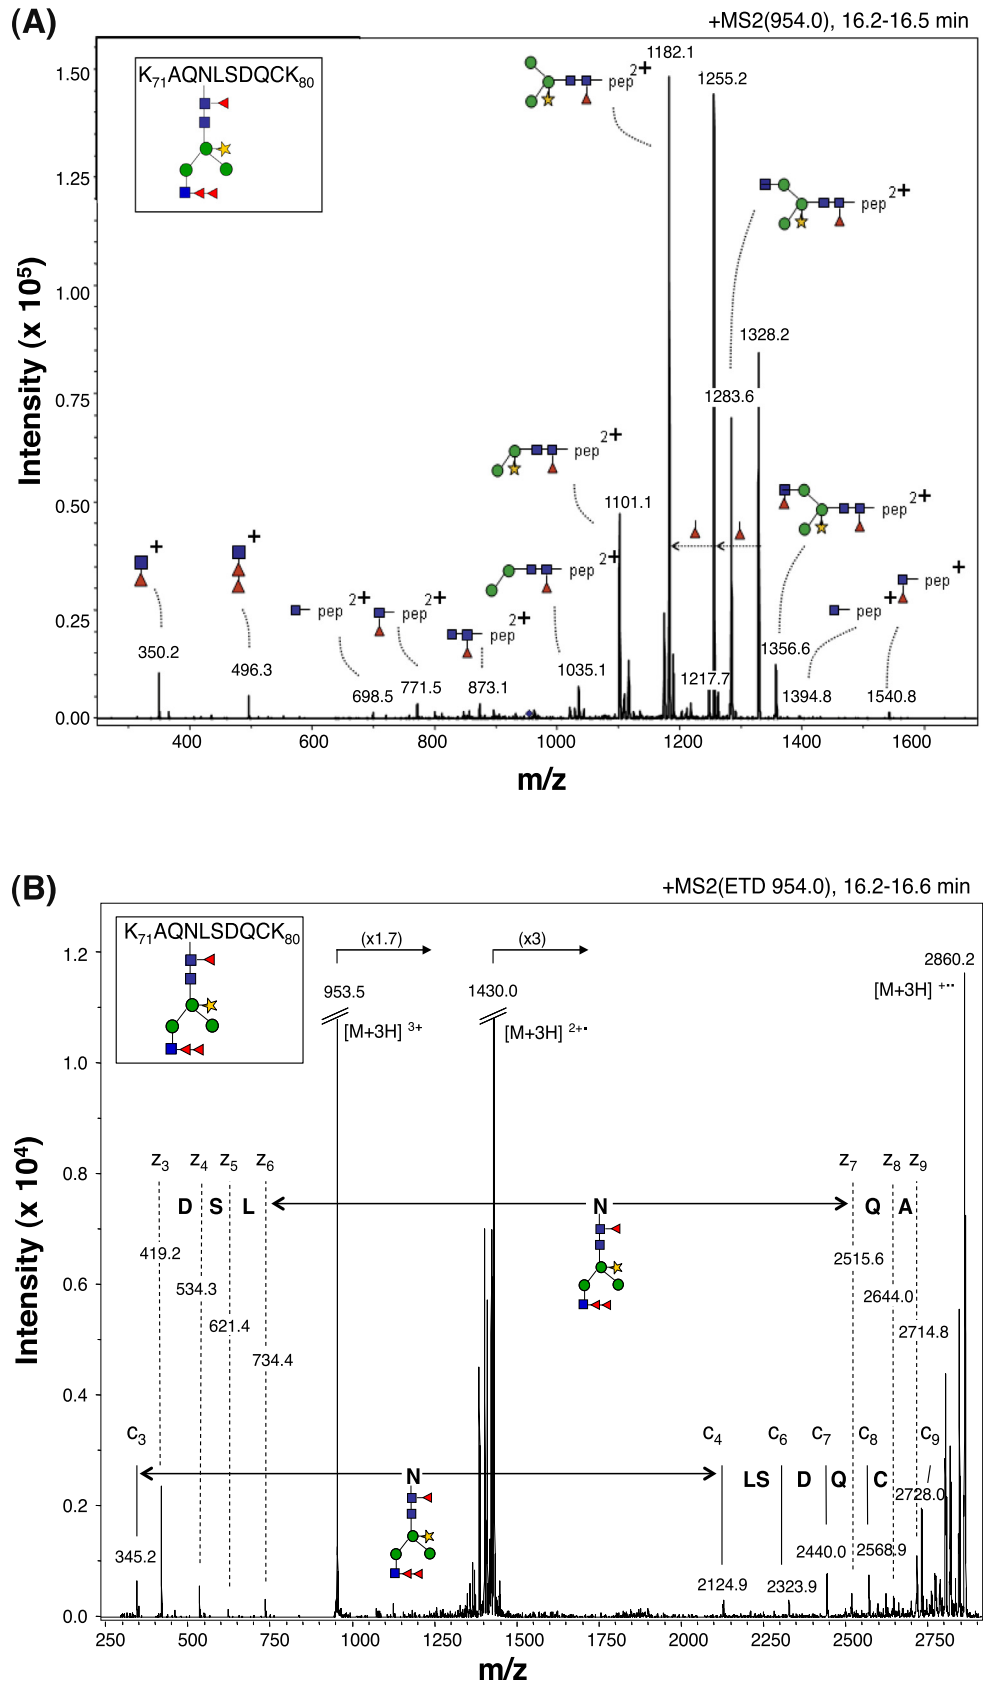 (A)
+MS2(954.0), 16.2-16.5 min
K71AQNLSDQCK80
Intensity (x 10⁵)
1.50
1.25
1.00
0.75
0.50
0.25
0.00
pep 2+
1182.1
1255.2
pep 2+
1328.2
1283.6
pep 2+
1101.1
pep 2+
pep 2+
+
+
350.2
496.3
pep 2+
698.5
pep 2+
771.5
pep 2+
873.1
1035.1
1217.7
1356.6
pep +
1394.8
pep +
1540.8
400
600
800
1000
1200
1400
1600
m/z
(B)
+MS2(ETD 954.0), 16.2-16.6 min
K71AQNLSDQCK80
Intensity (x 10⁴)
1.2
1.0
0.8
0.6
0.4
0.2
0.0
(x1.7)
(x3)
953.5
[M+3H] 3+
1430.0
[M+3H] 2+•
2860.2
[M+3H] +••
z3 z4 z5 z6 z7 z8 z9
D S L N Q A
419.2
534.3
621.4
734.4
2515.6
2644.0
2714.8
c3 c4 c6 c7 c8 c9
N LS D Q C
345.2
2124.9
2323.9
2440.0
2568.9
2728.0
250
500
750
1000
1250
1500
1750
2000
2250
2500
2750
m/z